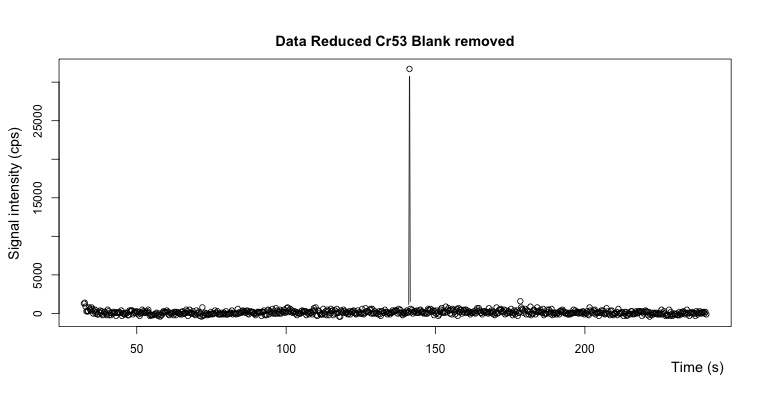 Data Reduced Cr53 Blank removed
Signal intensity (cps)
25000
15000
5000
0
50 100 150 200
Time (s)